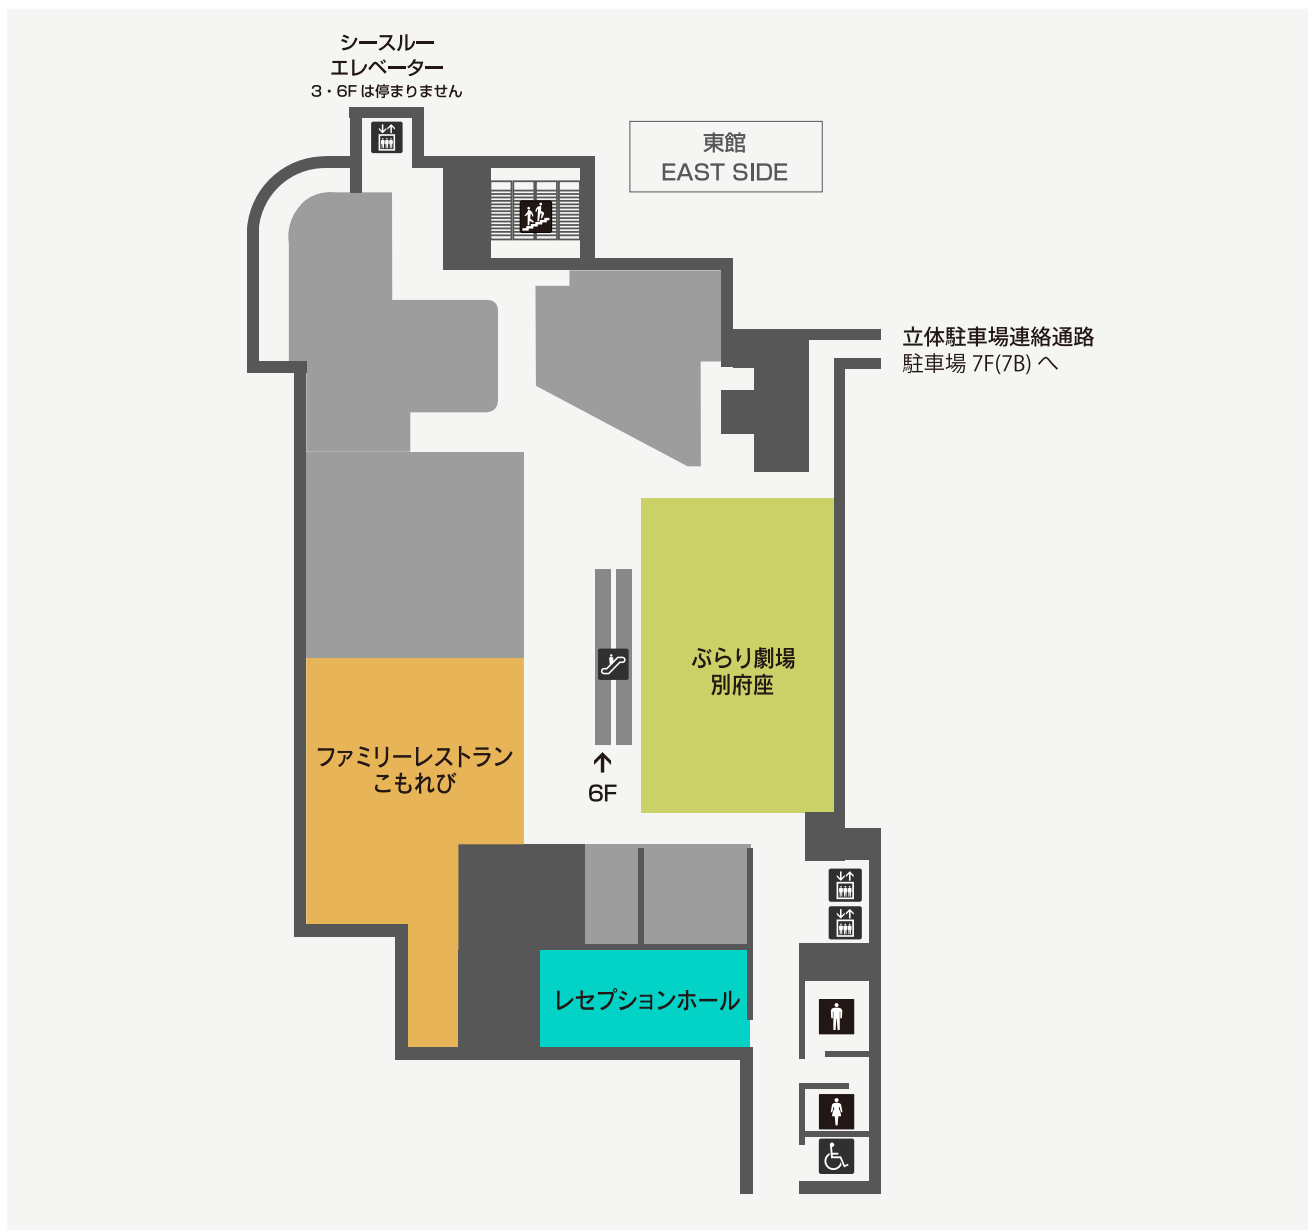 シースルー
エレベーター
3・6Fは停まりません
東館
EAST SIDE
立体駐車場連絡通路
駐車場 7F(7B) へ
ぶらり劇場
別府座
ファミリーレストラン
こもれび
6F
レセプションホール